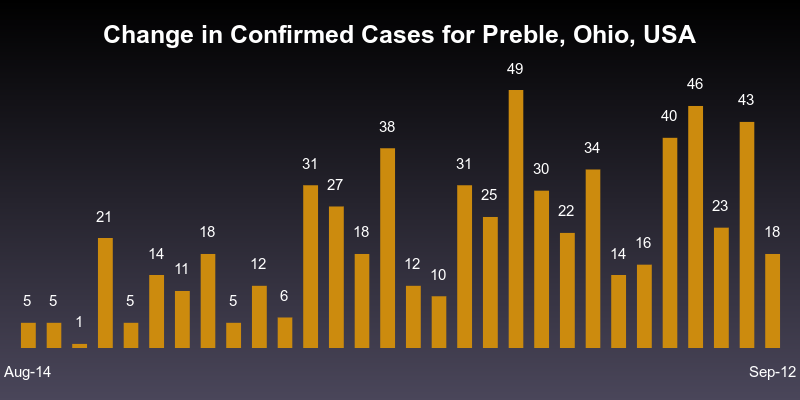 Change in Confirmed Cases for Preble, Ohio, USA
5 5 1 21 5 14 11 18 5 12 6 31 27 18 38 12 10 31 25 49 30 22 34 14 16 40 46 23 43 18
Aug-14 Sep-12